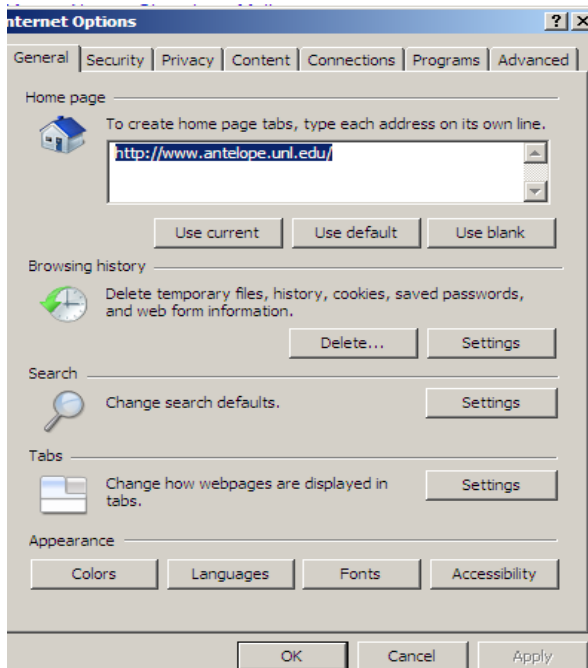 nternet Options
General Security Privacy Content Connections Programs Advanced
Home page
To create home page tabs, type each address on its own line.
http://www.antelope.unl.edu/
Use current Use default Use blank
Browsing history
Delete temporary files, history, cookies, saved passwords,
and web form information.
Delete... Settings
Search
Change search defaults. Settings
Tabs
Change how webpages are displayed in
tabs.
Settings
Appearance
Colors Languages Fonts Accessibility
OK Cancel Apply